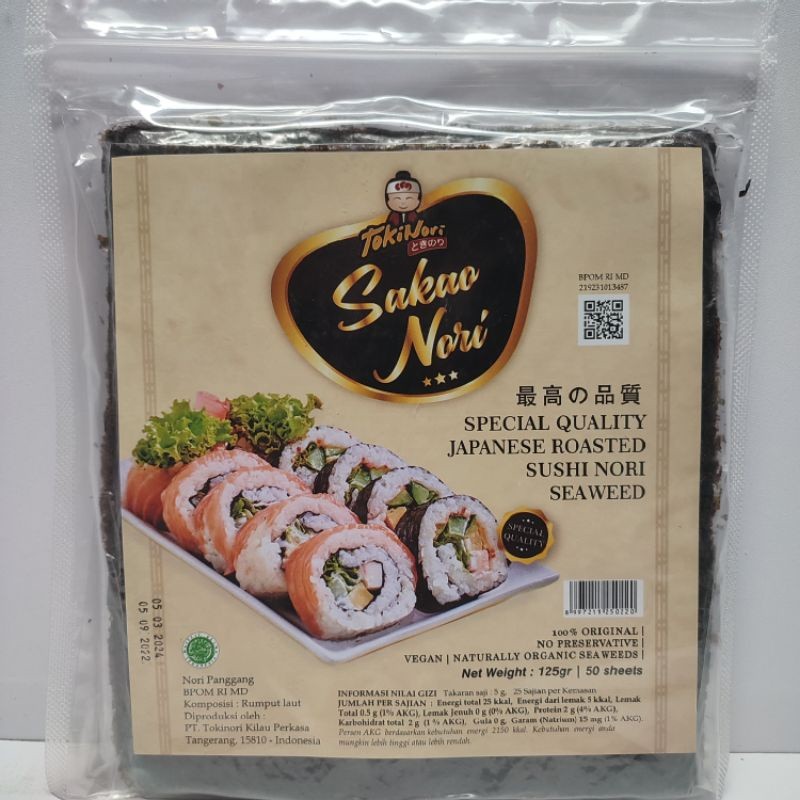 TokiNori
ときのり
Sakao
Nori
BPOM RI MD
219231013487
最高の品質
SPECIAL QUALITY
JAPANESE ROASTED
SUSHI NORI
SEAWEED
SPECIAL
QUALITY
8 997211 250220
100% ORIGINAL |
NO PRESERVATIVE |
VEGAN | NATURALLY ORGANIC SEAWEEDS |
Net Weight : 125gr | 50 sheets
05 03 2024
05 09 2022
Nori Panggang
BPOM RI MD
Komposisi : Rumput laut
Diproduksi oleh :
PT. Tokinori Kilau Perkasa
Tangerang, 15810 - Indonesia
INFORMASI NILAI GIZI Takaran saji : 5 g, 25 Sajian per Kemasan
JUMLAH PER SAJIAN : Energi total 25 kkal, Energi dari lemak 5 kkal, Lemak
Total 0.5 g (1% AKG), Lemak Jenuh 0 g (0% AKG), Protein 2 g (4% AKG),
Karbohidrat total 2 g (1 % AKG), Gula 0 g, Garam (Natrium) 15 mg (1% AKG).
Persen AKG berdasarkan kebutuhan energi 2150 kkal. Kebutuhan energi anda
mungkin lebih tinggi atau lebih rendah.